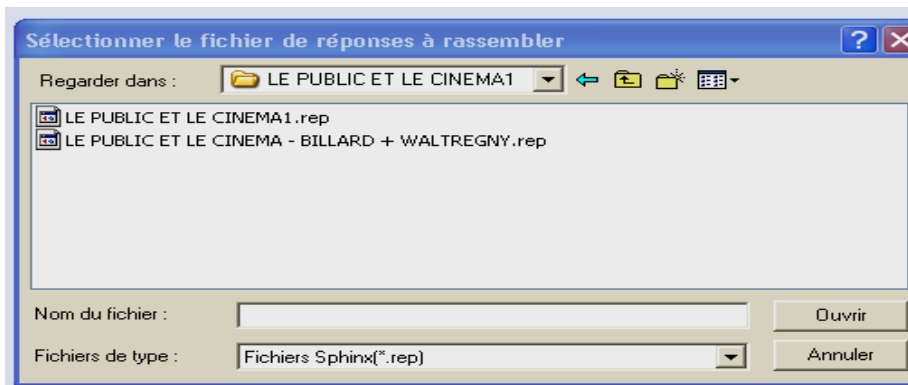 Sélectionner le fichier de réponses à rassembler
Regarder dans : LE PUBLIC ET LE CINEMA1
LE PUBLIC ET LE CINEMA1.rep
LE PUBLIC ET LE CINEMA - BILLARD + WALTREGNY.rep
Nom du fichier : Ouvrir
Fichiers de type : Fichiers Sphinx(*.rep) Annuler